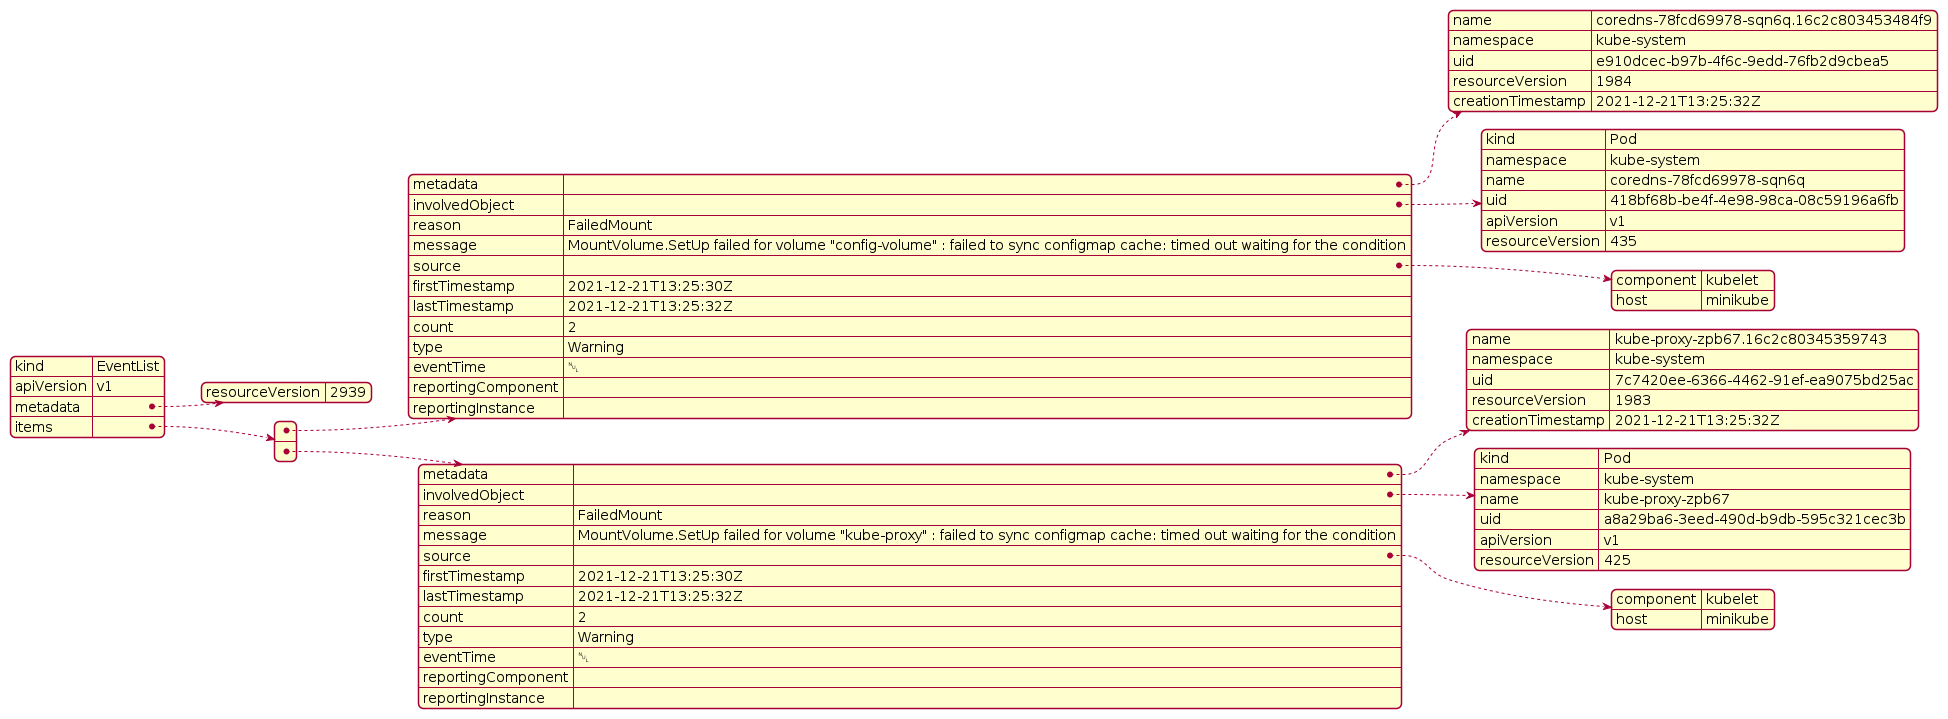 kind EventList
apiVersion v1
metadata
items
resourceVersion 2939
metadata
involvedObject
reason FailedMount
message MountVolume.SetUp failed for volume "config-volume" : failed to sync configmap cache: timed out waiting for the condition
source
firstTimestamp 2021-12-21T13:25:30Z
lastTimestamp 2021-12-21T13:25:32Z
count 2
type Warning
eventTime ␀
reportingComponent
reportingInstance
name coredns-78fcd69978-sqn6q.16c2c803453484f9
namespace kube-system
uid e910dcec-b97b-4f6c-9edd-76fb2d9cbea5
resourceVersion 1984
creationTimestamp 2021-12-21T13:25:32Z
kind Pod
namespace kube-system
name coredns-78fcd69978-sqn6q
uid 418bf68b-be4f-4e98-98ca-08c59196a6fb
apiVersion v1
resourceVersion 435
component kubelet
host minikube
metadata
involvedObject
reason FailedMount
message MountVolume.SetUp failed for volume "kube-proxy" : failed to sync configmap cache: timed out waiting for the condition
source
firstTimestamp 2021-12-21T13:25:30Z
lastTimestamp 2021-12-21T13:25:32Z
count 2
type Warning
eventTime ␀
reportingComponent
reportingInstance
name kube-proxy-zpb67.16c2c80345359743
namespace kube-system
uid 7c7420ee-6366-4462-91ef-ea9075bd25ac
resourceVersion 1983
creationTimestamp 2021-12-21T13:25:32Z
kind Pod
namespace kube-system
name kube-proxy-zpb67
uid a8a29ba6-3eed-490d-b9db-595c321cec3b
apiVersion v1
resourceVersion 425
component kubelet
host minikube